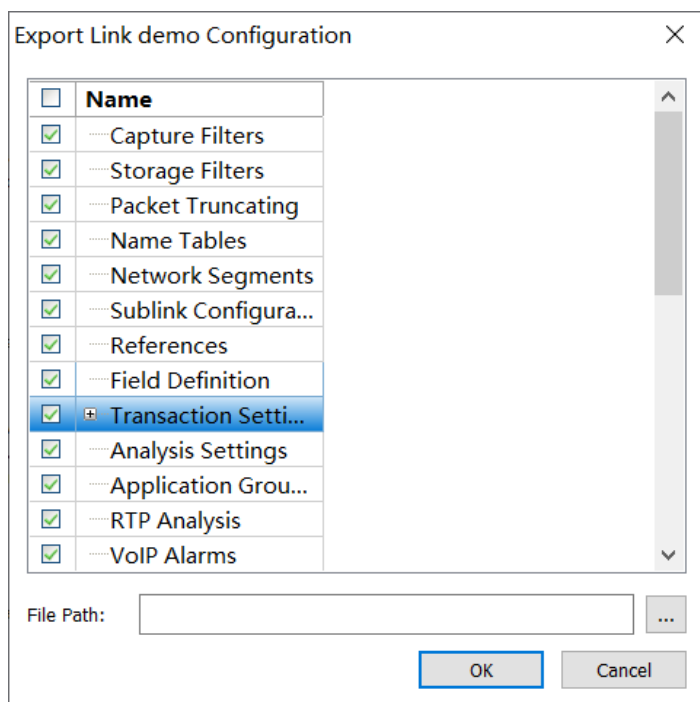 Export Link demo Configuration
Name
Capture Filters
Storage Filters
Packet Truncating
Name Tables
Network Segments
Sublink Configura...
References
Field Definition
Transaction Setti...
Analysis Settings
Application Grou...
RTP Analysis
VoIP Alarms
File Path:
...
OK Cancel